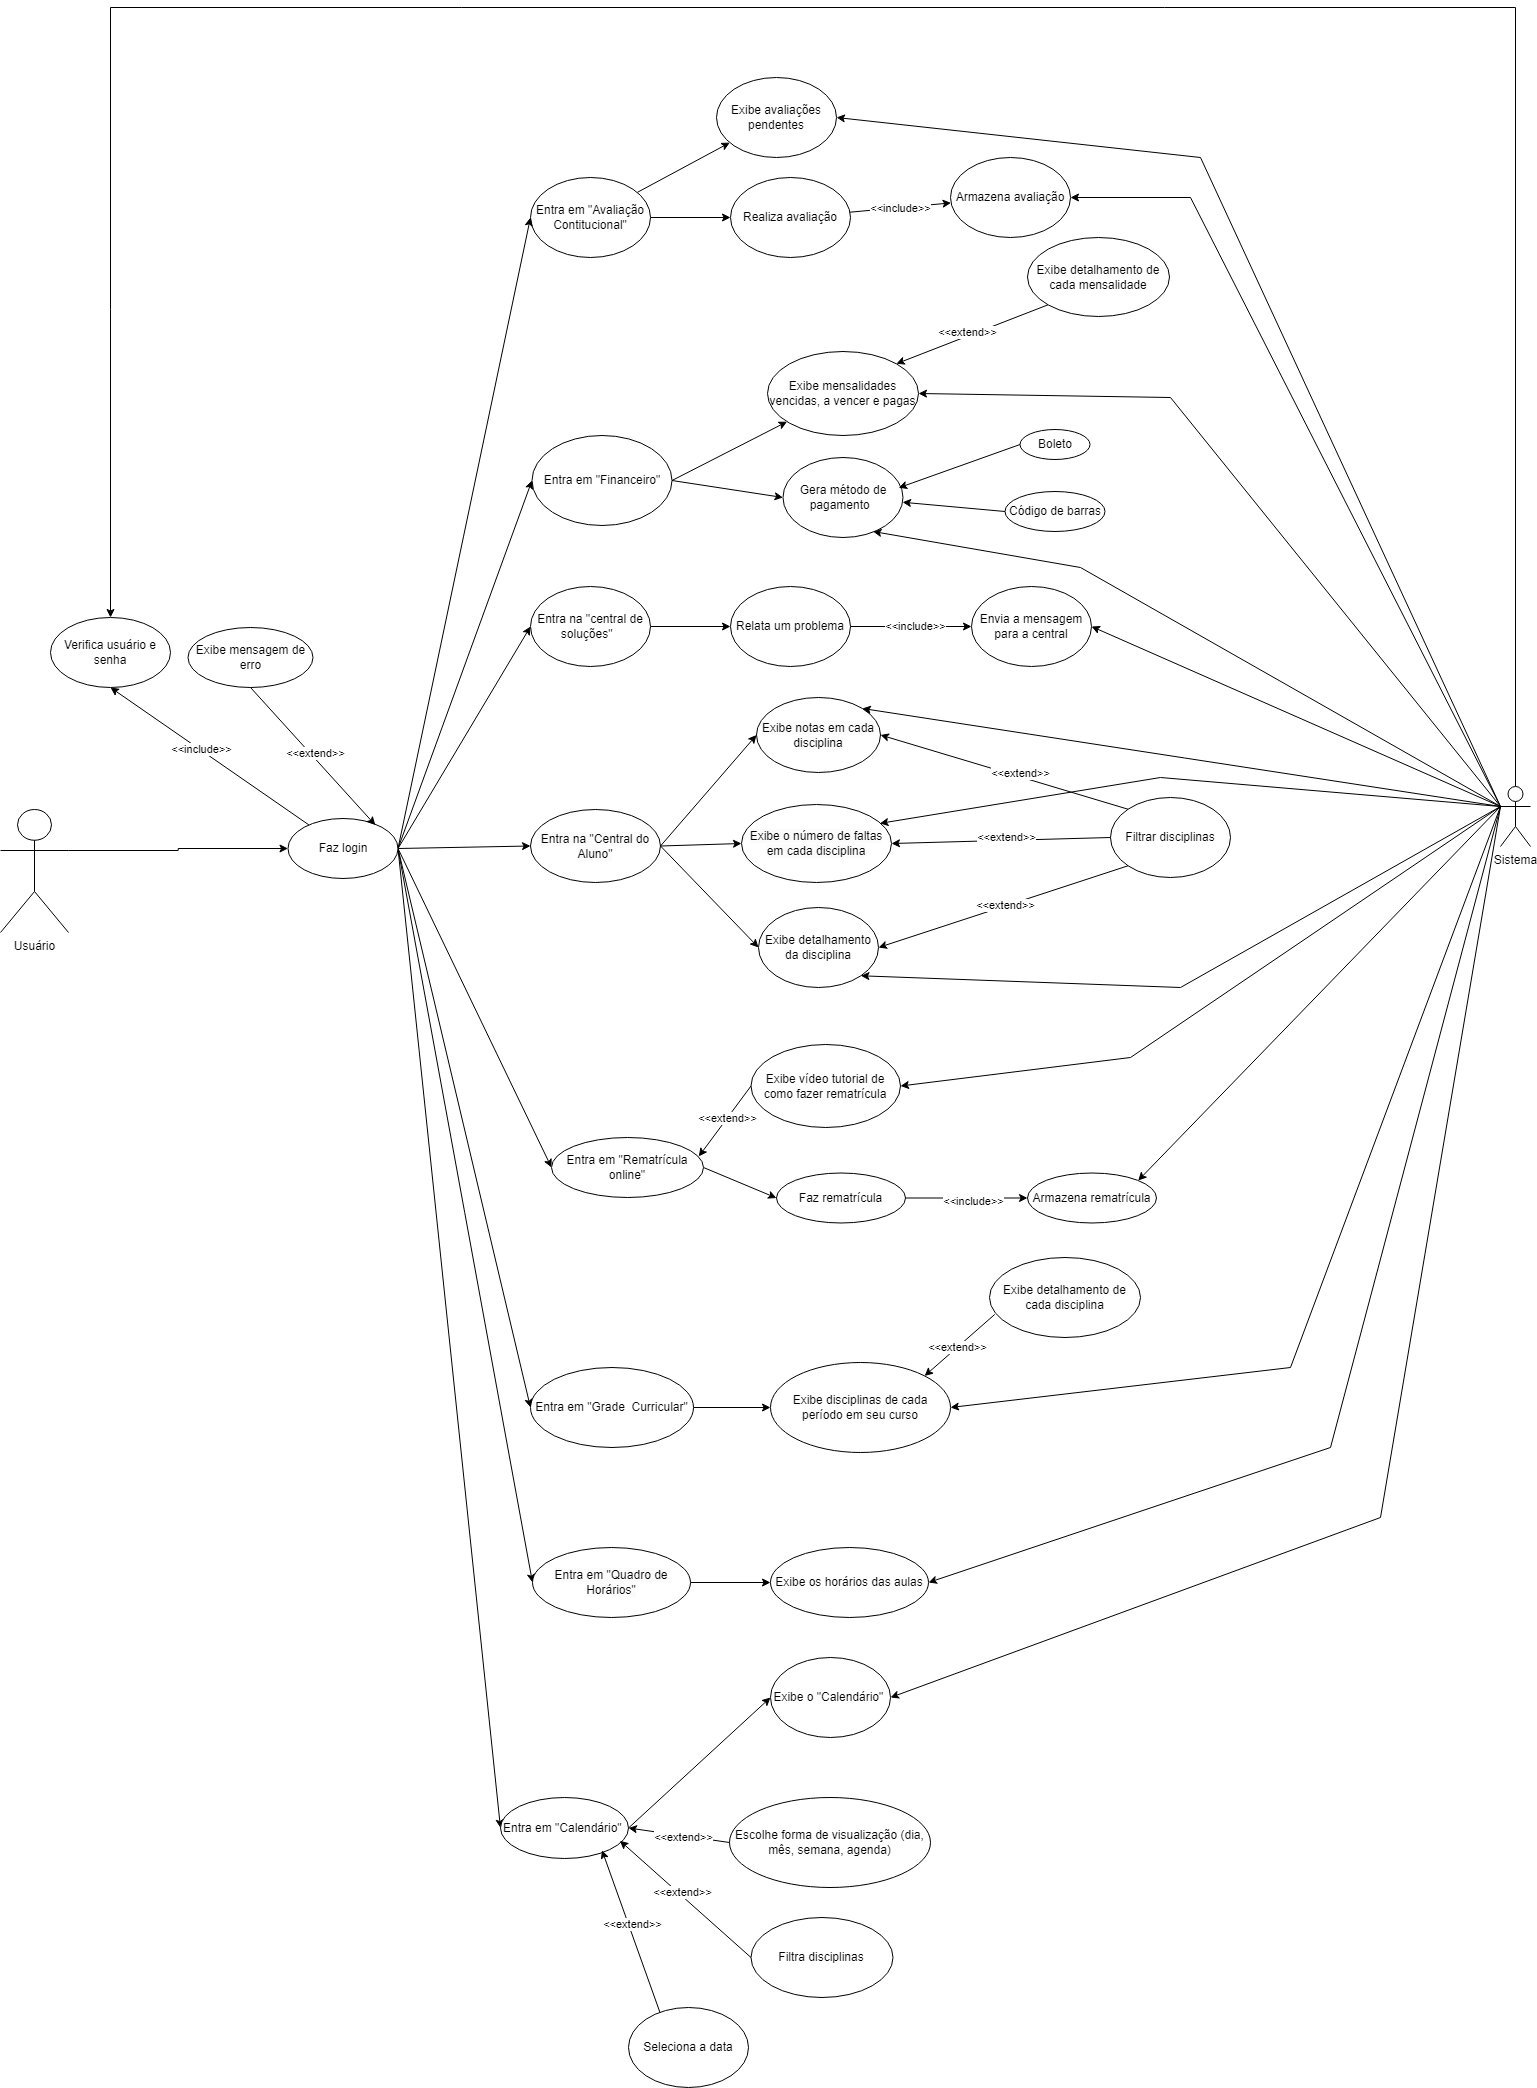 Exibe avaliações
pendentes
Entra em "Avaliação
Contitucional"
Realiza avaliação
<<include>>
Armazena avaliação
Exibe detalhamento de
cada mensalidade
<<extend>>
Exibe mensalidades
vencidas, a vencer e pagas
Boleto
Entra em "Financeiro"
Gera método de
pagamento
Código de barras
Entra na "central de
soluções"
Relata um problema
<<include>>
Envia a mensagem
para a central
Verifica usuário e
senha
Exibe mensagem de
erro
<<include>>
<<extend>>
Exibe notas em cada
disciplina
<<extend>>
Faz login
Entra na "Central do
Aluno"
Exibe o número de faltas
em cada disciplina
<<extend>>
Filtrar disciplinas
Sistema
<<extend>>
Usuário
Exibe detalhamento
da disciplina
Exibe vídeo tutorial de
como fazer rematrícula
<<extend>>
Entra em "Rematrícula
online"
Faz rematrícula
<<include>>
Armazena rematrícula
Exibe detalhamento de
cada disciplina
<<extend>>
Entra em "Grade  Curricular"
Exibe disciplinas de cada
período em seu curso
Entra em "Quadro de
Horários"
Exibe os horários das aulas
Exibe o "Calendário"
Entra em "Calendário"
<<extend>>
Escolhe forma de visualização (dia,
mês, semana, agenda)
<<extend>>
<<extend>>
Filtra disciplinas
Seleciona a data